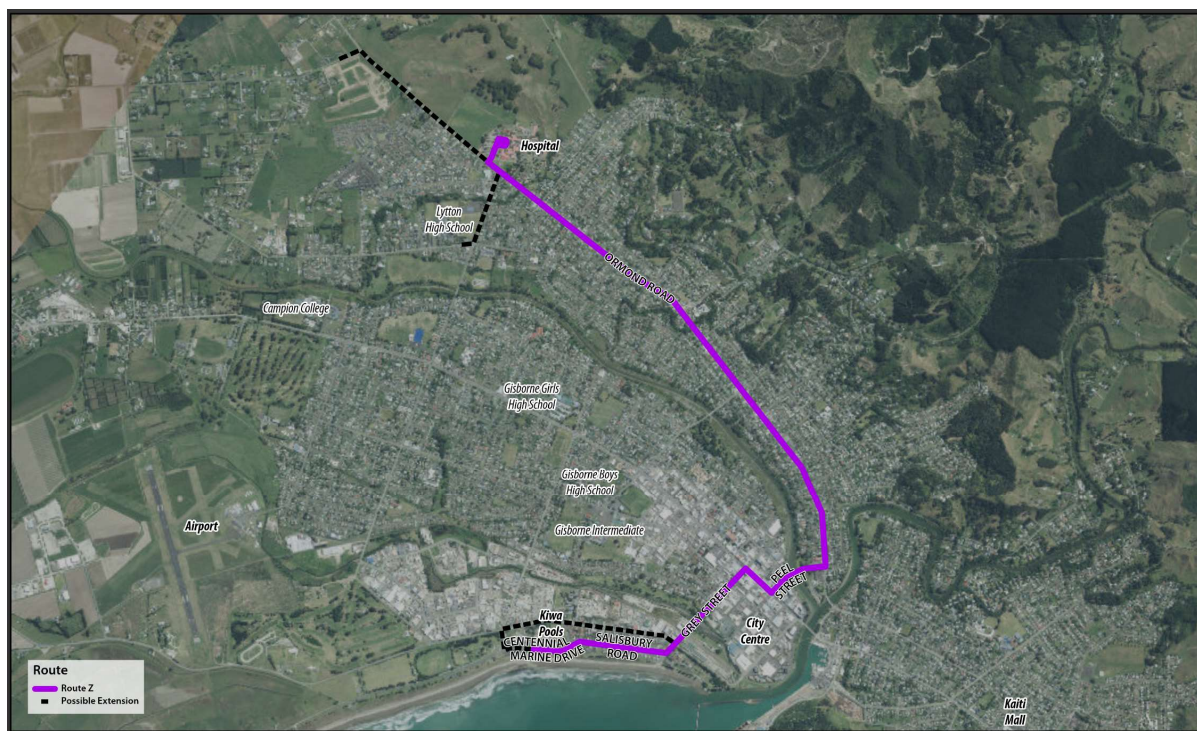 Hospital
Lytton
High School
ORMOND ROAD
Campion College
Gisborne Girls
High School
Gisborne Boys
High School
Airport
Gisborne Intermediate
PEEL
STREET
GREY STREET
Kiwa
Pools
City
Centre
CENTENNIAL
MARINE DRIVE
SALISBURY
ROAD
Kaiti
Mall
Route
Route Z
Possible Extension